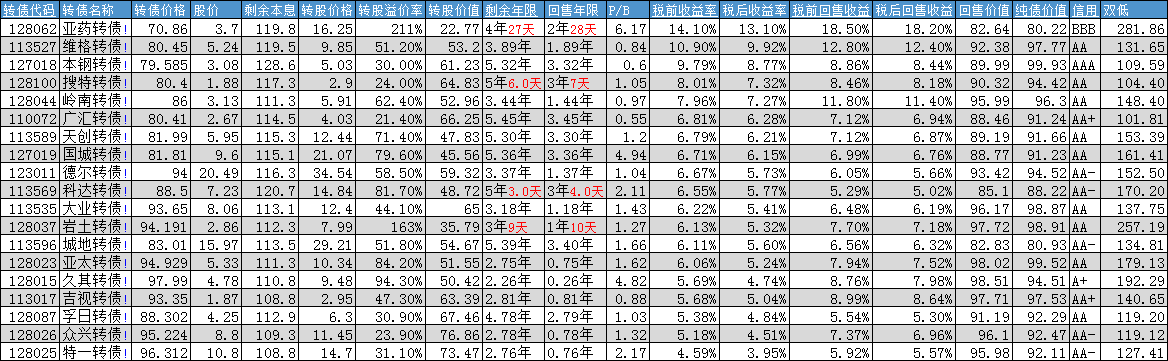 转债代码 转债名称 转债价格 股价 剩余本息 转股价格 转股溢价率 转股价值 剩余年限 回售年限 P/B 税前收益率 税后收益率 税前回售收益 税后回售收益 回售价值 纯债价值 信用 双低
128062 亚药转债! 70.86 3.7 119.8 16.25 211% 22.77 4年27天 2年28天 6.17 14.10% 13.10% 18.50% 18.20% 82.64 80.22 BBB 281.86
113527 维格转债! 80.45 5.24 119.5 9.85 51.20% 53.2 3.89年 1.89年 0.84 10.90% 9.92% 12.80% 12.40% 92.38 97.77 AA 131.65
127018 本钢转债! 79.585 3.08 128.6 5.03 30.00% 61.23 5.32年 3.32年 0.6 9.79% 8.77% 8.86% 8.44% 89.99 99.93 AAA 109.59
128100 搜特转债! 80.4 1.88 117.3 2.9 24.00% 64.83 5年6.0天 3年7天 1.05 8.01% 7.32% 8.46% 8.18% 90.32 94.42 AA 104.40
128044 岭南转债! 86 3.13 111.3 5.91 62.40% 52.96 3.44年 1.44年 0.97 7.96% 7.27% 11.80% 11.40% 95.99 96.3 AA 148.40
110072 广汇转债! 80.41 2.67 114.5 4.03 21.40% 66.25 5.45年 3.45年 0.55 6.81% 6.28% 7.12% 6.94% 88.46 91.24 AA+ 101.81
113589 天创转债! 81.99 5.95 115.3 12.44 71.40% 47.83 5.30年 3.30年 1.2 6.79% 6.21% 7.12% 6.87% 89.19 91.66 AA 153.39
127019 国城转债! 81.81 9.6 115.1 21.07 79.60% 45.56 5.36年 3.36年 4.94 6.71% 6.15% 6.99% 6.76% 88.77 91.23 AA 161.41
123011 德尔转债! 94 20.49 116.3 34.54 58.50% 59.32 3.37年 1.37年 1.04 6.67% 5.73% 6.05% 5.66% 93.42 94.52 AA- 152.50
113569 科达转债! 88.5 7.23 120.7 14.84 81.70% 48.72 5年3.0天 3年4.0天 2.11 6.55% 5.77% 5.29% 5.02% 85.1 88.22 AA- 170.20
113535 大业转债! 93.65 8.06 113.1 12.4 44.10% 65 3.18年 1.18年 1.43 6.22% 5.41% 6.48% 6.19% 96.17 98.87 AA 137.75
128037 岩土转债! 94.191 2.86 112.3 7.99 163% 35.79 3年9天 1年10天 1.27 6.13% 5.32% 7.70% 7.18% 97.72 98.91 AA 257.19
113596 城地转债! 83.01 15.97 113.5 29.21 51.80% 54.67 5.39年 3.40年 1.66 6.11% 5.60% 6.56% 6.32% 82.83 80.93 AA- 134.81
128023 亚太转债! 94.929 5.33 111.3 10.34 84.20% 51.55 2.75年 0.75年 1.62 6.06% 5.24% 7.94% 7.52% 98.02 99.52 AA 179.13
128015 久其转债! 97.99 4.78 110.8 9.48 94.30% 50.42 2.26年 0.26年 4.82 5.69% 4.74% 8.76% 7.98% 98.51 94.51 A+ 192.29
113017 吉视转债! 93.35 1.87 108.8 2.95 47.30% 63.39 2.81年 0.81年 0.88 5.68% 5.04% 8.99% 8.64% 97.71 97.53 AA+ 140.65
128087 孚日转债! 88.302 4.25 112.9 6.3 30.90% 67.46 4.78年 2.79年 1.03 5.38% 4.84% 5.54% 5.30% 91.19 92.29 AA 119.20
128026 众兴转债! 95.224 8.8 109.3 11.45 23.90% 76.86 2.78年 0.78年 1.32 5.18% 4.51% 7.37% 6.96% 96.1 92.47 AA- 119.12
128025 特一转债! 96.312 10.8 108.8 14.7 31.10% 73.47 2.76年 0.76年 2.17 4.59% 3.95% 5.92% 5.57% 95.98 92.11 AA- 127.41